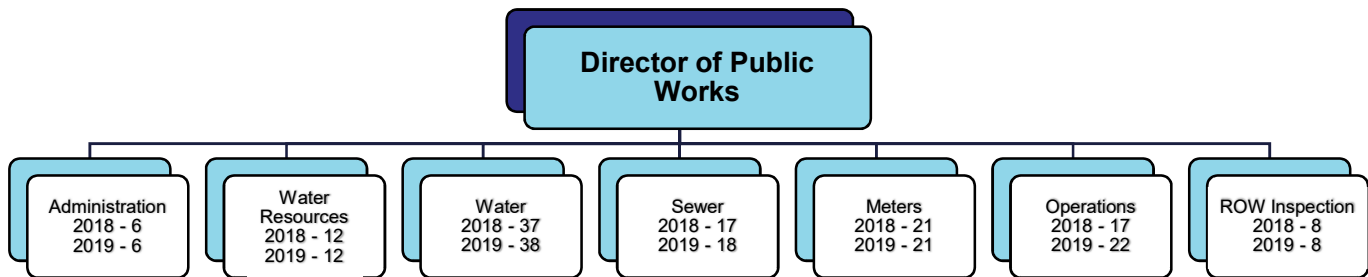 Director of Public
Works
Administration
2018 - 6
2019 - 6
Water
Resources
2018 - 12
2019 - 12
Water
2018 - 37
2019 - 38
Sewer
2018 - 17
2019 - 18
Meters
2018 - 21
2019 - 21
Operations
2018 - 17
2019 - 22
ROW Inspection
2018 - 8
2019 - 8